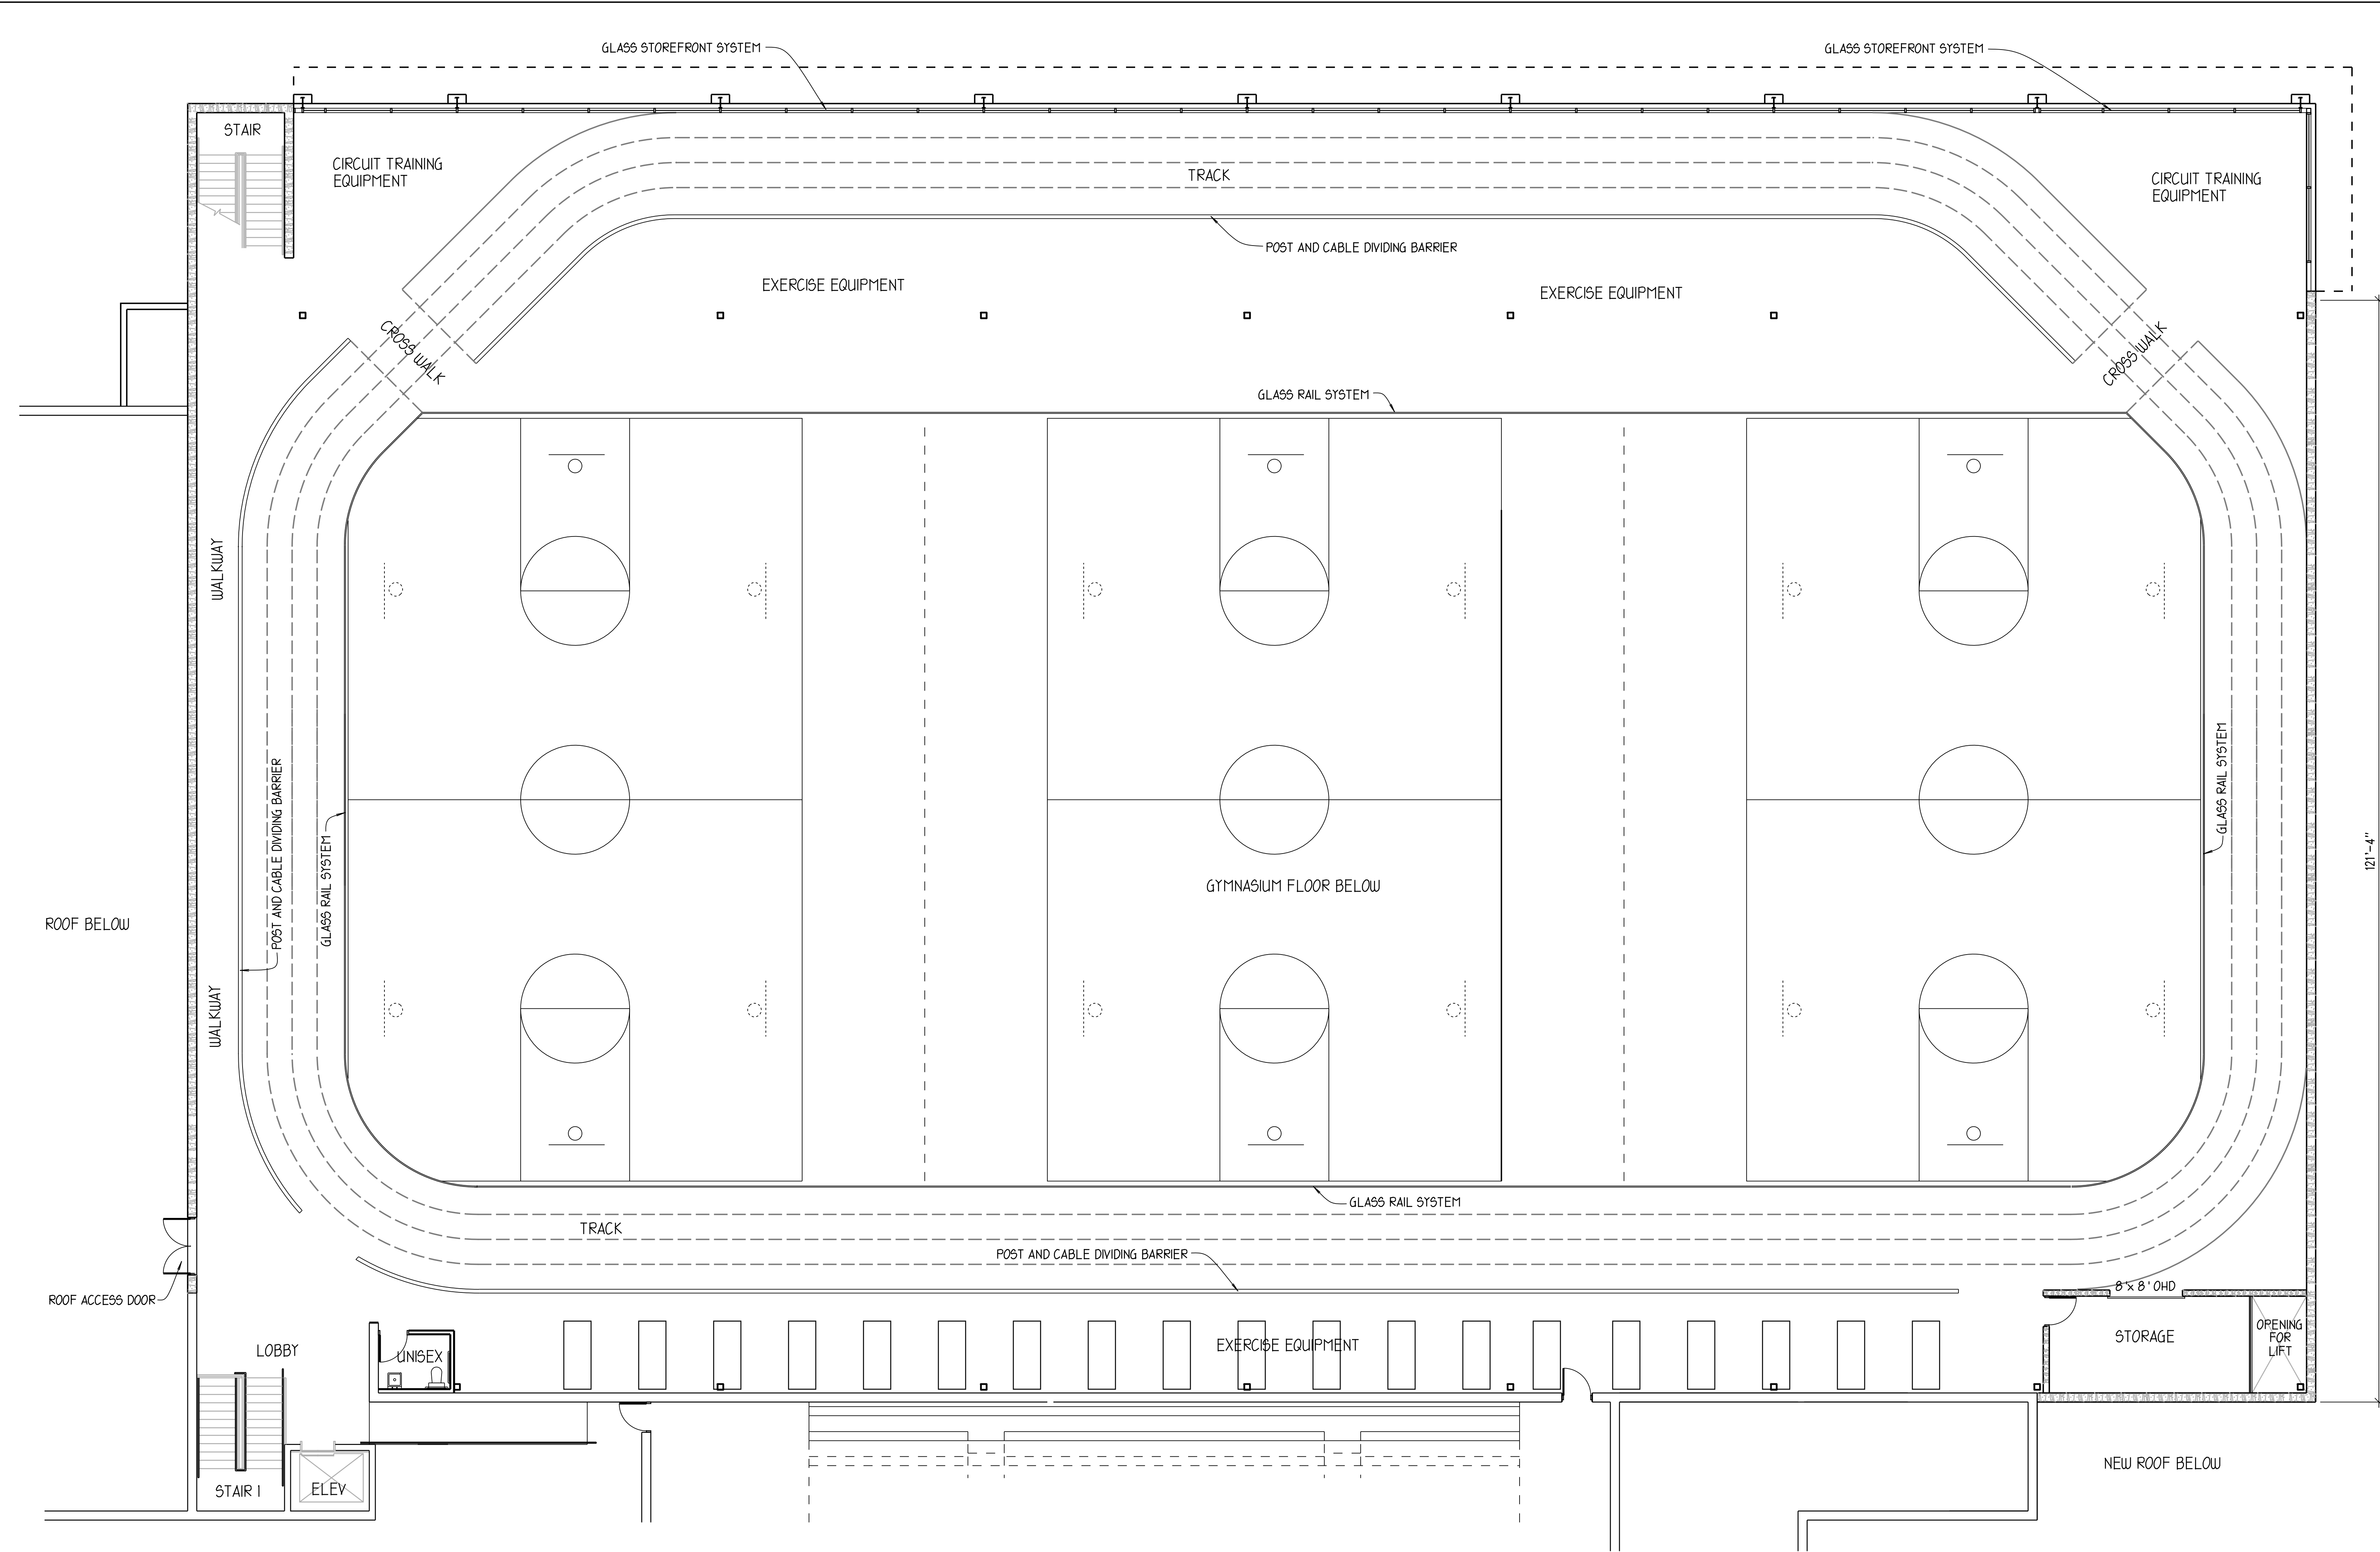 GLASS STOREFRONT SYSTEM
GLASS STOREFRONT SYSTEM
STAIR
CIRCUIT TRAINING
EQUIPMENT
TRACK
CIRCUIT TRAINING
EQUIPMENT
POST AND CABLE DIVIDING BARRIER
EXERCISE EQUIPMENT
EXERCISE EQUIPMENT
CROSS WALK
CROSS WALK
GLASS RAIL SYSTEM
WALKWAY
POST AND CABLE DIVIDING BARRIER
GLASS RAIL SYSTEM
GLASS RAIL SYSTEM
121'-4"
GYMNASIUM FLOOR BELOW
ROOF BELOW
WALKWAY
GLASS RAIL SYSTEM
TRACK
POST AND CABLE DIVIDING BARRIER
ROOF ACCESS DOOR
8'x 8' OHD
LOBBY
UNISEX
EXERCISE EQUIPMENT
STORAGE
OPENING
FOR
LIFT
NEW ROOF BELOW
STAIR 1
ELEV